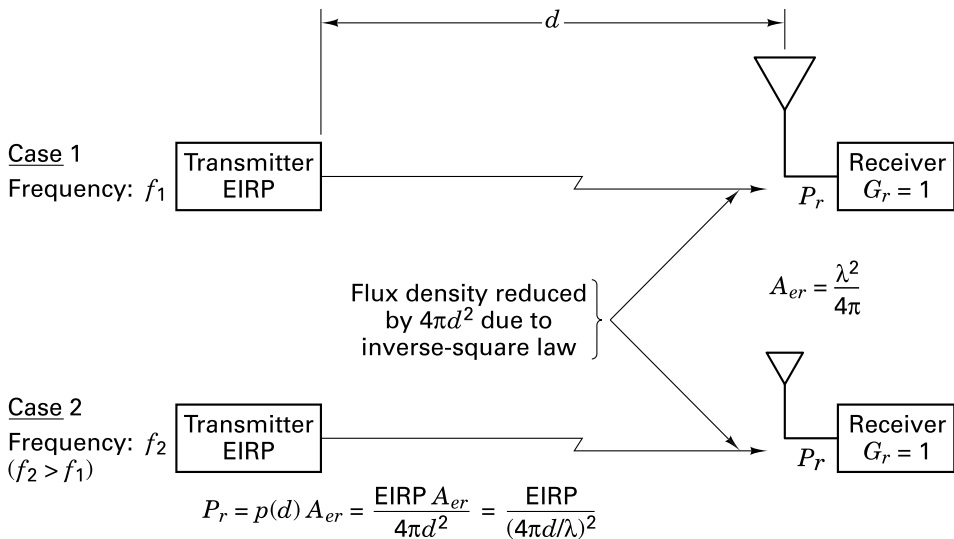 d
Case 1
Frequency: f₁
Transmitter
EIRP
Receiver
Gᵣ = 1
Pᵣ
Flux density reduced
by 4πd² due to
inverse-square law
Aₑᵣ = λ²/4π
Case 2
Frequency: f₂
(f₂ > f₁)
Transmitter
EIRP
Receiver
Gᵣ = 1
Pᵣ
Pᵣ = p(d) Aₑᵣ = EIRP Aₑᵣ/4πd² = EIRP/(4πd/λ)²